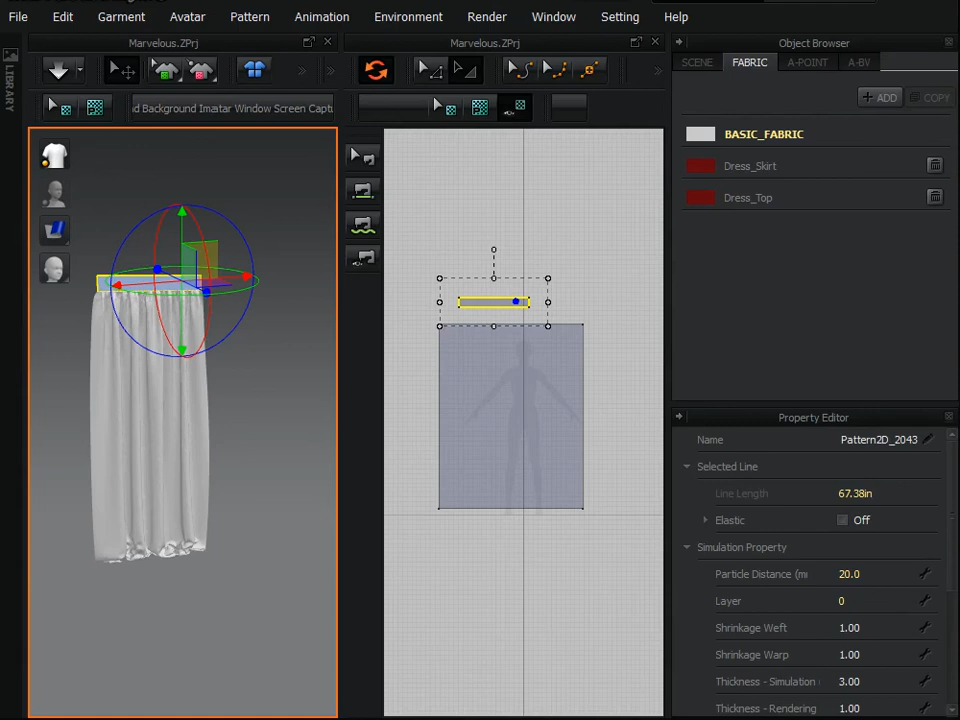 File Edit Garment Avatar Pattern Animation Environment Render Window Setting Help
Marvelous.ZPrj
Marvelous.ZPrj
Object Browser
LIBRARY
SCENE FABRIC A-POINT A-BV
+ ADD COPY
d Background Imatar Window Screen Captu
BASIC_FABRIC
Dress_Skirt
Dress_Top
Property Editor
Name Pattern2D_2043
Selected Line
Line Length 67.38in
Elastic Off
Simulation Property
Particle Distance (m
20.0
Layer 0
Shrinkage Weft 1.00
Shrinkage Warp 1.00
Thickness - Simulation 3.00
Thickness - Rendering 1.00